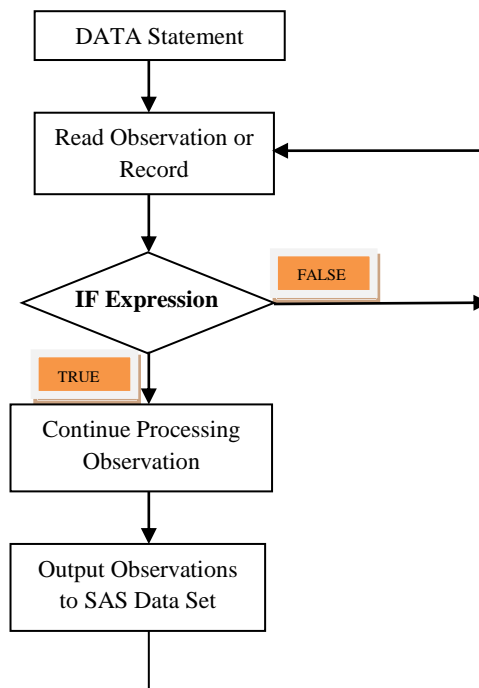 DATA Statement
Read Observation or
Record
IF Expression
FALSE
TRUE
Continue Processing
Observation
Output Observations
to SAS Data Set